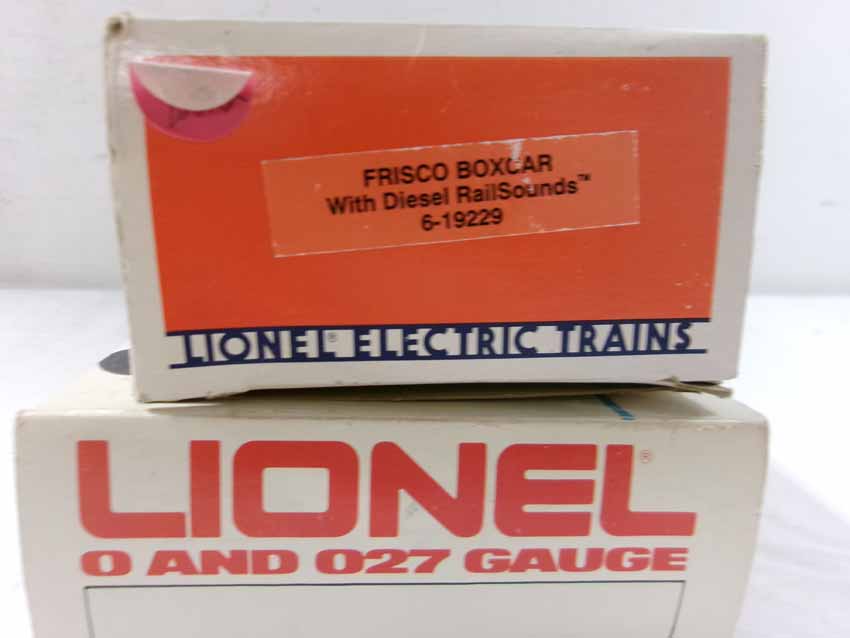 FRISCO BOXCAR
With Diesel RailSounds™
6-19229
LIONEL® ELECTRIC TRAINS
LIONEL®
O AND O27 GAUGE